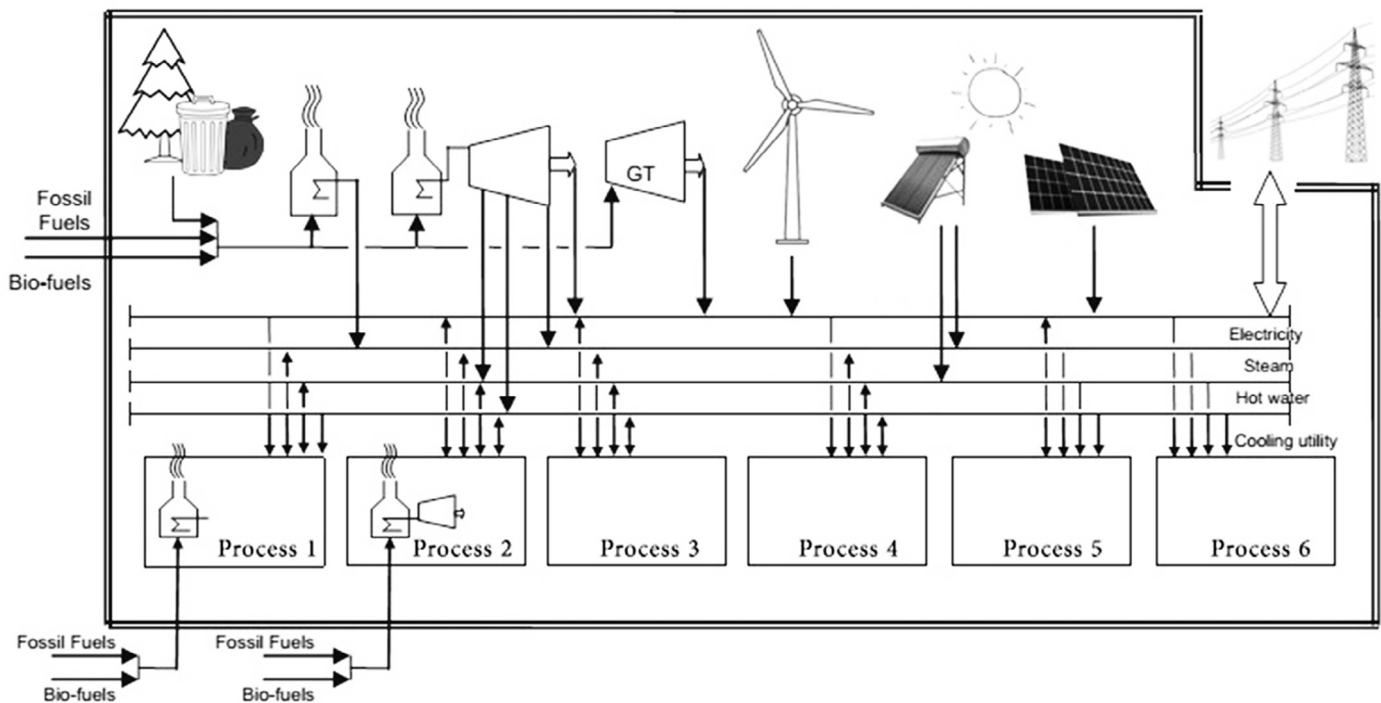 GT
Fossil
Fuels
Bio-fuels
Electricity
Steam
Hot water
Cooling utility
Process 1
Process 2
Process 3
Process 4
Process 5
Process 6
Fossil Fuels
Bio-fuels
Fossil Fuels
Bio-fuels